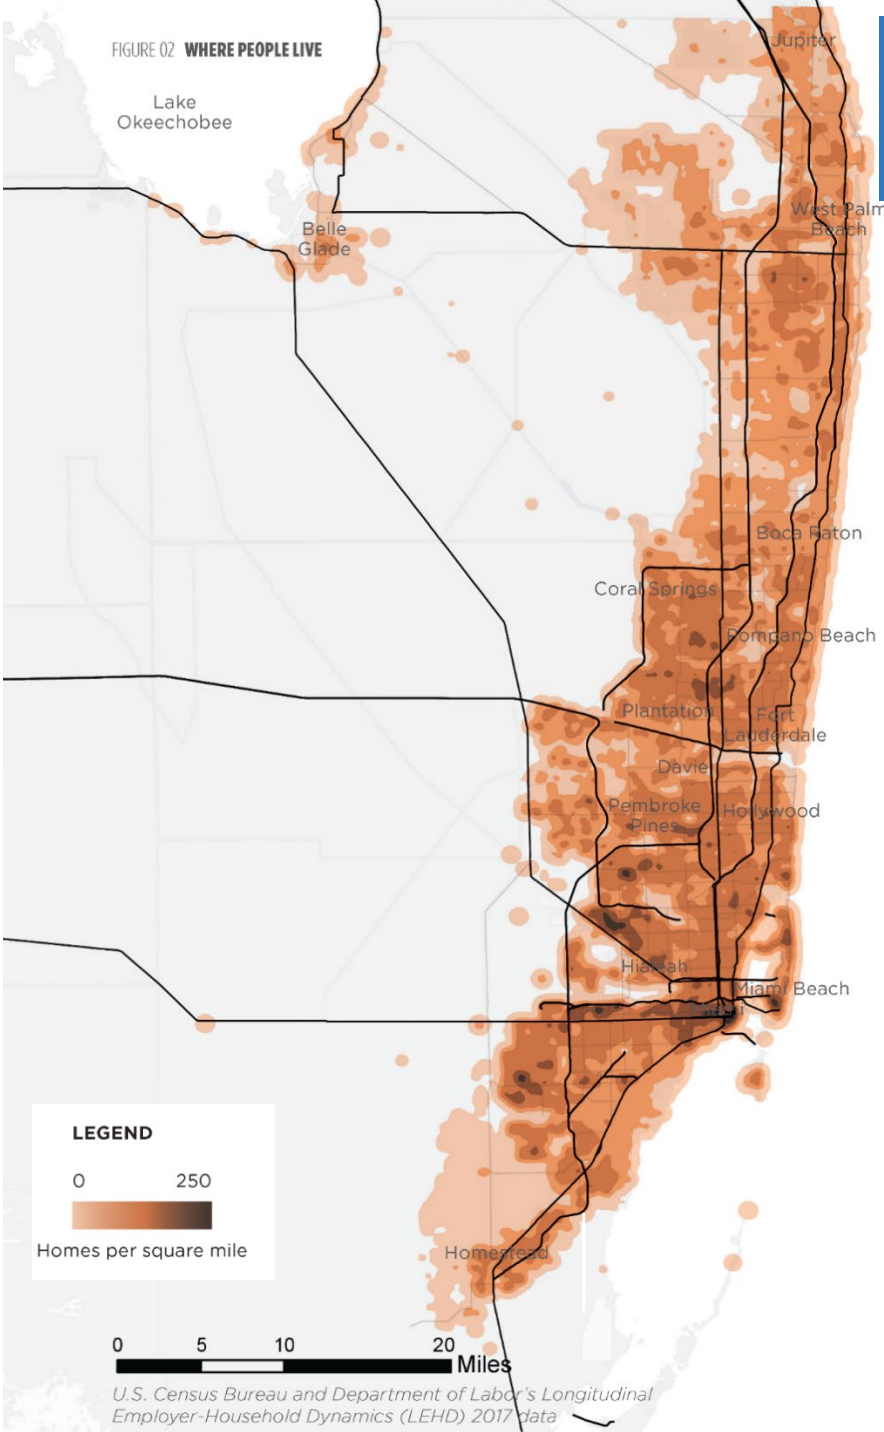 FIGURE 02 WHERE PEOPLE LIVE
Jupiter
Lake
Okeechobee
West Palm
Beach
Belle
Glade
Boca Raton
Coral Springs
Pompano Beach
Plantation
Fort
Lauderdale
Davie
Pembroke
Pines
Hollywood
Hialeah
Miami Beach
Miami
LEGEND
0 250
Homes per square mile
Homestead
0 5 10 20
Miles
U.S. Census Bureau and Department of Labor's Longitudinal
Employer-Household Dynamics (LEHD) 2017 data